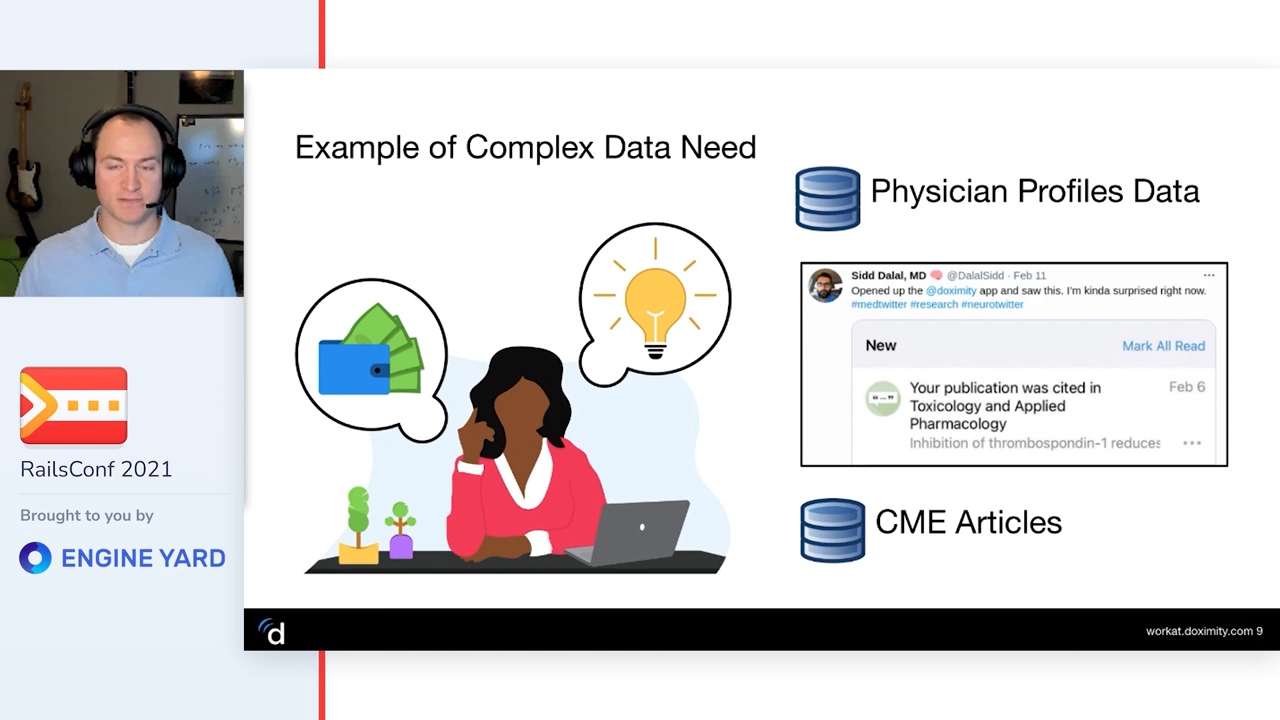 Example of Complex Data Need
Physician Profiles Data
Sidd Dalal, MD 🧠 @DalalSidd · Feb 11
Opened up the @doximity app and saw this. I'm kinda surprised right now.
#medtwitter #research #neurotwitter
New
Mark All Read
Your publication was cited in
Toxicology and Applied
Pharmacology
Feb 6
Inhibition of thrombospondin-1 reduces
CME Articles
RailsConf 2021
Brought to you by
ENGINE YARD
d
workat.doximity.com 9